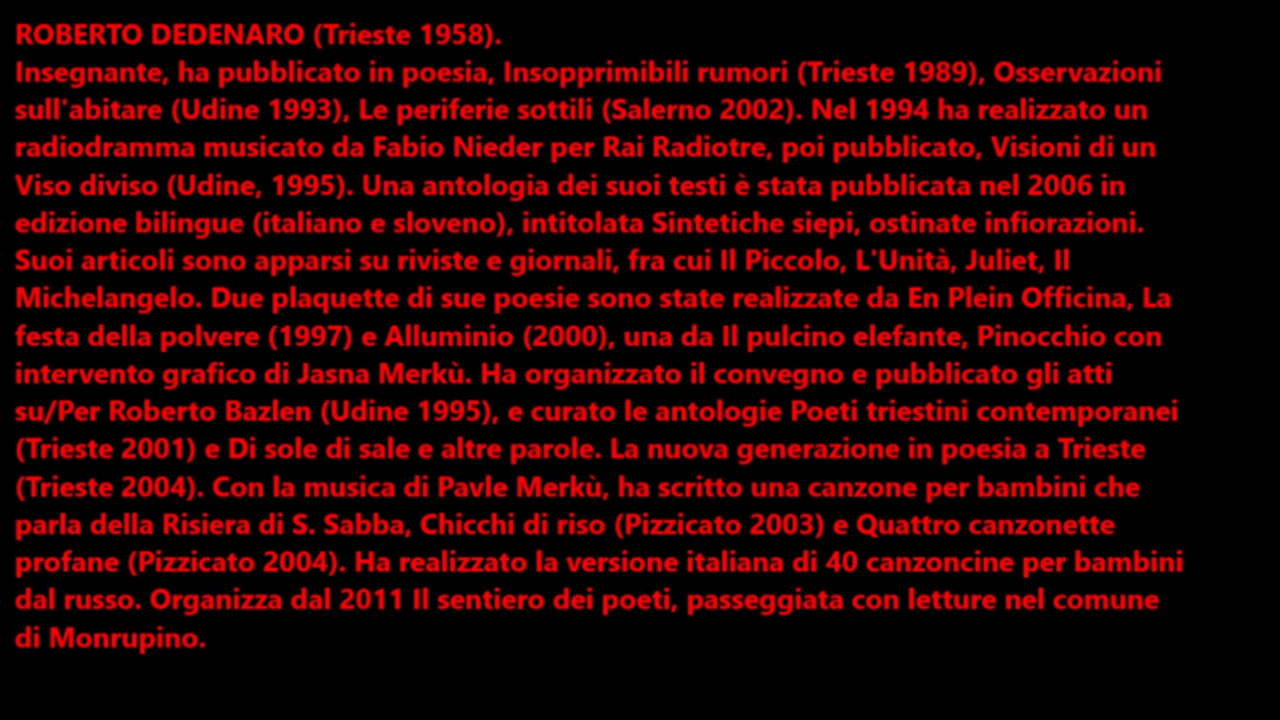 ROBERTO DEDENARO (Trieste 1958).
Insegnante, ha pubblicato in poesia, Insopprimibili rumori (Trieste 1989), Osservazioni
sull'abitare (Udine 1993), Le periferie sottili (Salerno 2002). Nel 1994 ha realizzato un
radiodramma musicato da Fabio Nieder per Rai Radiotre, poi pubblicato, Visioni di un
Viso diviso (Udine, 1995). Una antologia dei suoi testi è stata pubblicata nel 2006 in
edizione bilingue (italiano e sloveno), intitolata Sintetiche siepi, ostinate infiorazioni.
Suoi articoli sono apparsi su riviste e giornali, fra cui Il Piccolo, L'Unità, Juliet, Il
Michelangelo. Due plaquette di sue poesie sono state realizzate da En Plein Officina, La
festa della polvere (1997) e Alluminio (2000), una da Il pulcino elefante, Pinocchio con
intervento grafico di Jasna Merkù. Ha organizzato il convegno e pubblicato gli atti
su/Per Roberto Bazlen (Udine 1995), e curato le antologie Poeti triestini contemporanei
(Trieste 2001) e Di sole di sale e altre parole. La nuova generazione in poesia a Trieste
(Trieste 2004). Con la musica di Pavle Merkù, ha scritto una canzone per bambini che
parla della Risiera di S. Sabba, Chicchi di riso (Pizzicato 2003) e Quattro canzonette
profane (Pizzicato 2004). Ha realizzato la versione italiana di 40 canzoncine per bambini
dal russo. Organizza dal 2011 Il sentiero dei poeti, passeggiata con letture nel comune
di Monrupino.